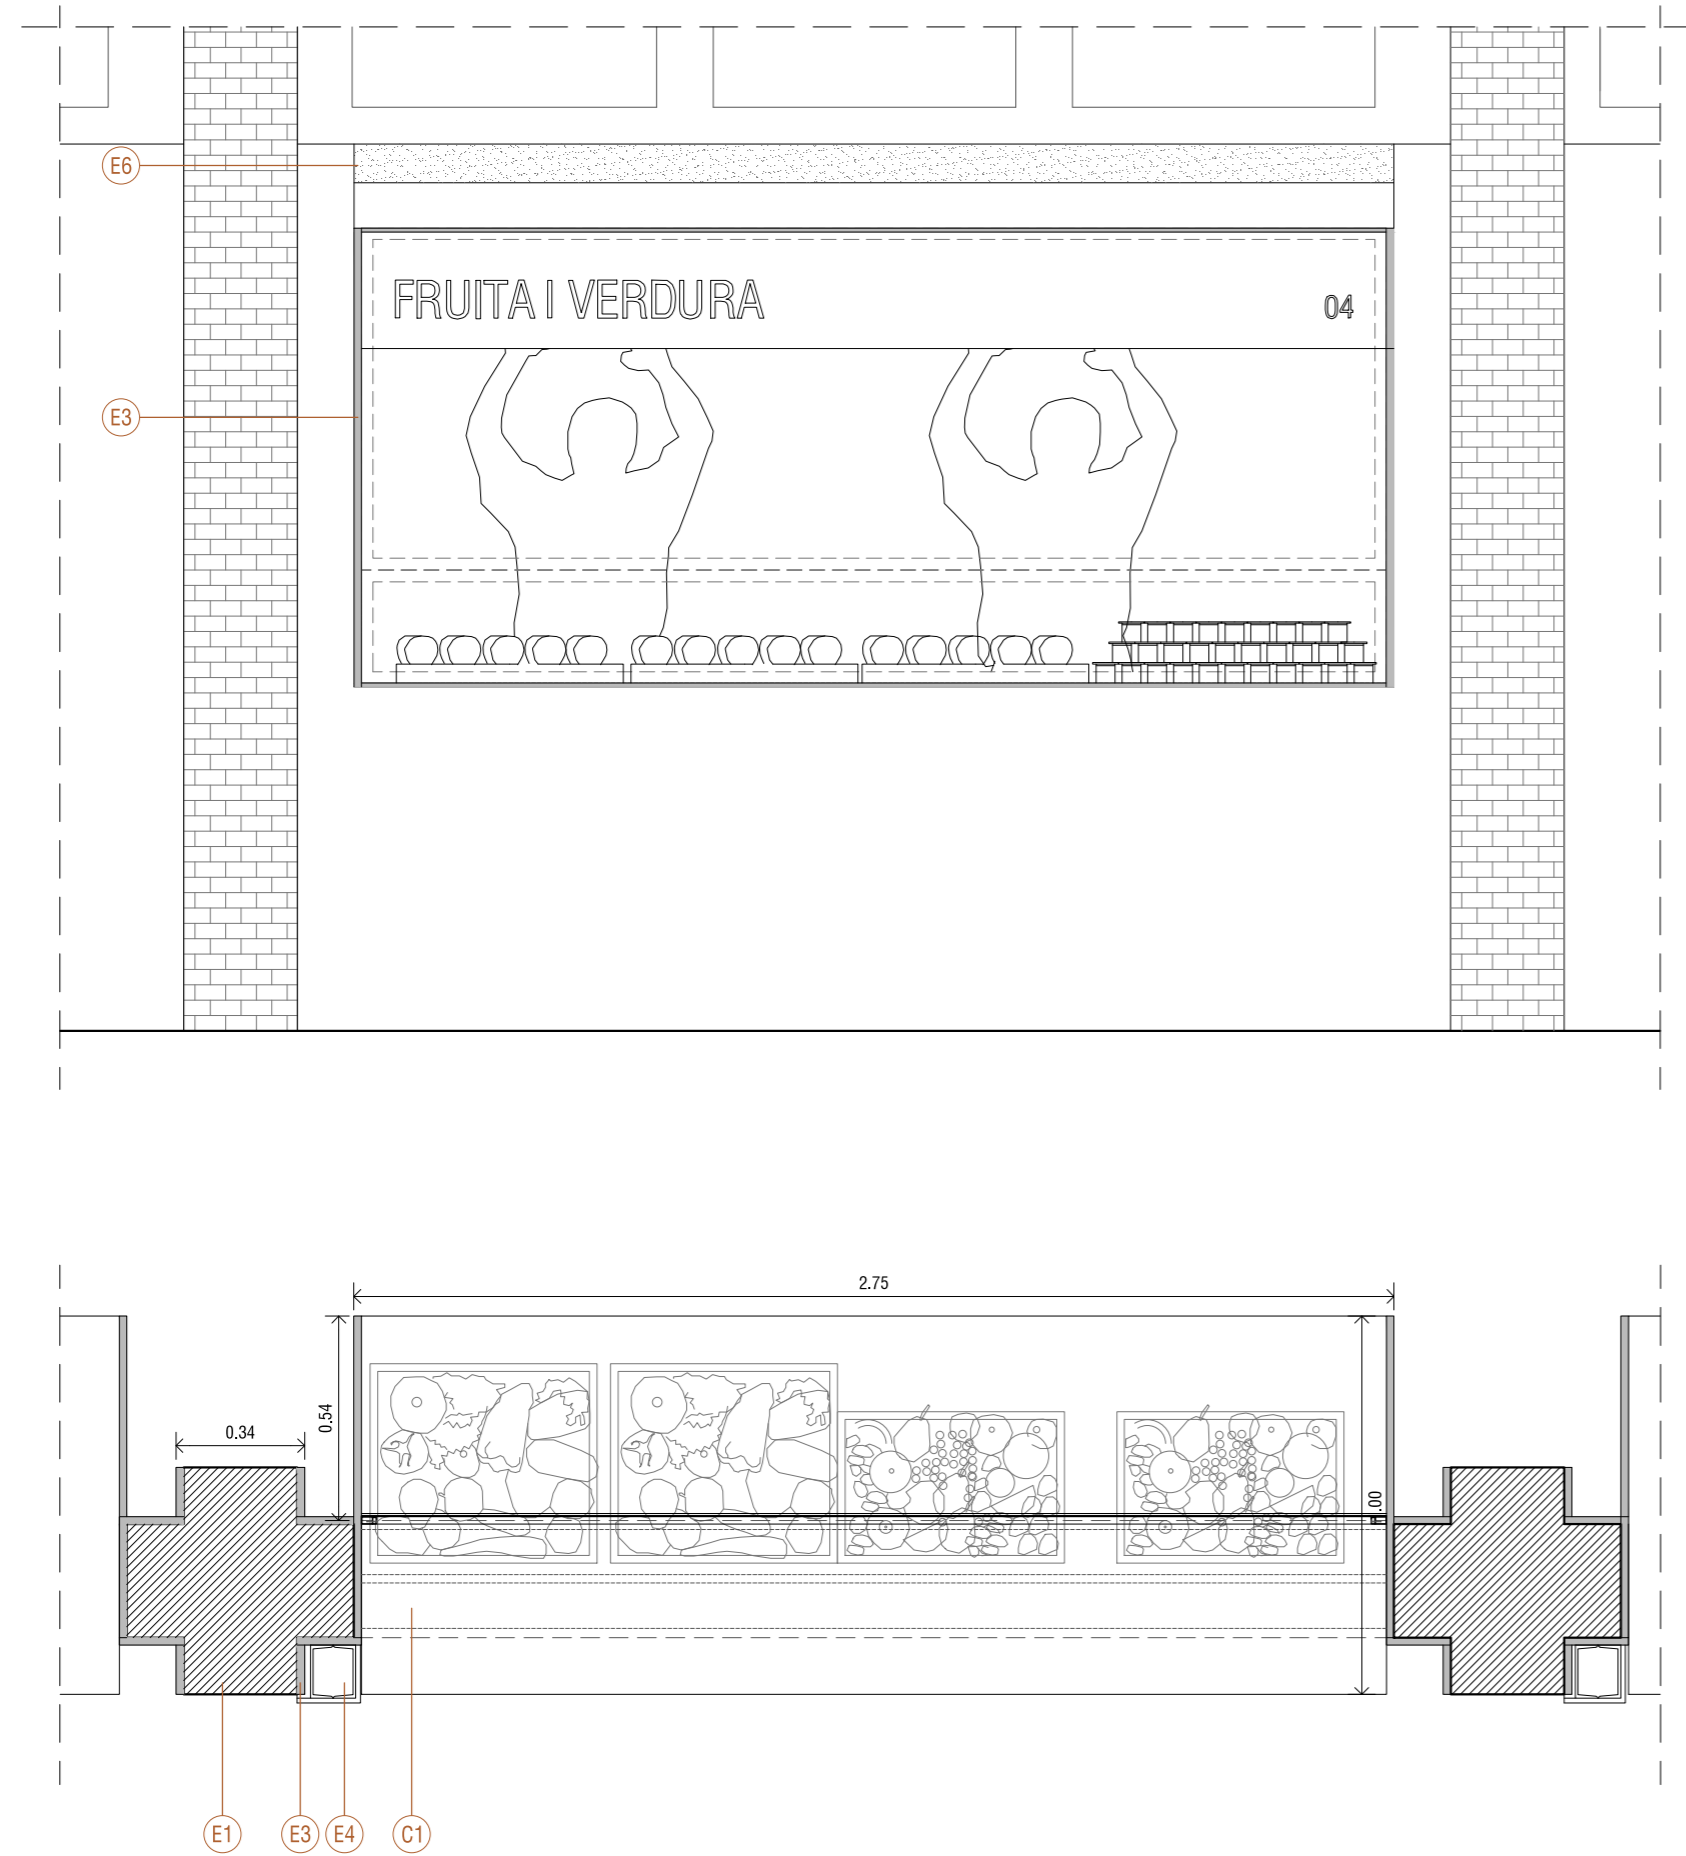 E6
FRUITA I VERDURA 04
E3
2.75
0.34
0.54
.00
E1 E3 E4 C1